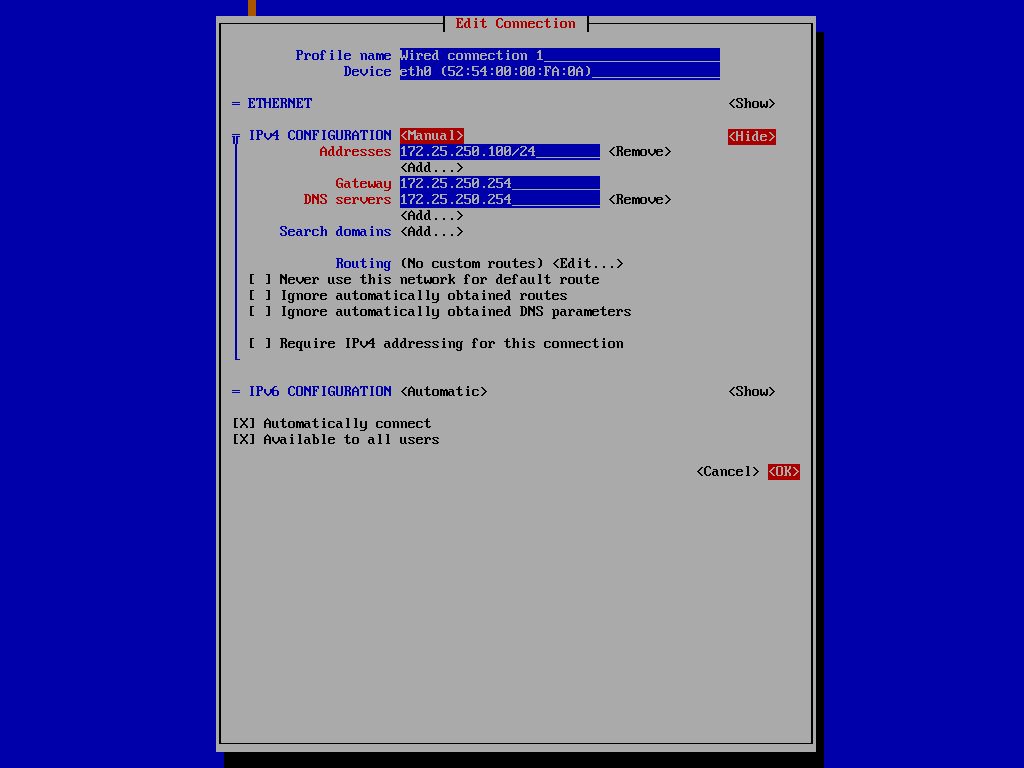 Edit Connection
Profile name Wired connection 1
Device eth0 (52:54:00:00:FA:0A)
= ETHERNET <Show>
IPv4 CONFIGURATION <Manual> <Hide>
Addresses 172.25.250.100/24 <Remove>
<Add...>
Gateway 172.25.250.254
DNS servers 172.25.250.254 <Remove>
<Add...>
Search domains <Add...>
Routing (No custom routes) <Edit...>
[ ] Never use this network for default route
[ ] Ignore automatically obtained routes
[ ] Ignore automatically obtained DNS parameters
[ ] Require IPv4 addressing for this connection
= IPv6 CONFIGURATION <Automatic> <Show>
[X] Automatically connect
[X] Available to all users
<Cancel> <OK>